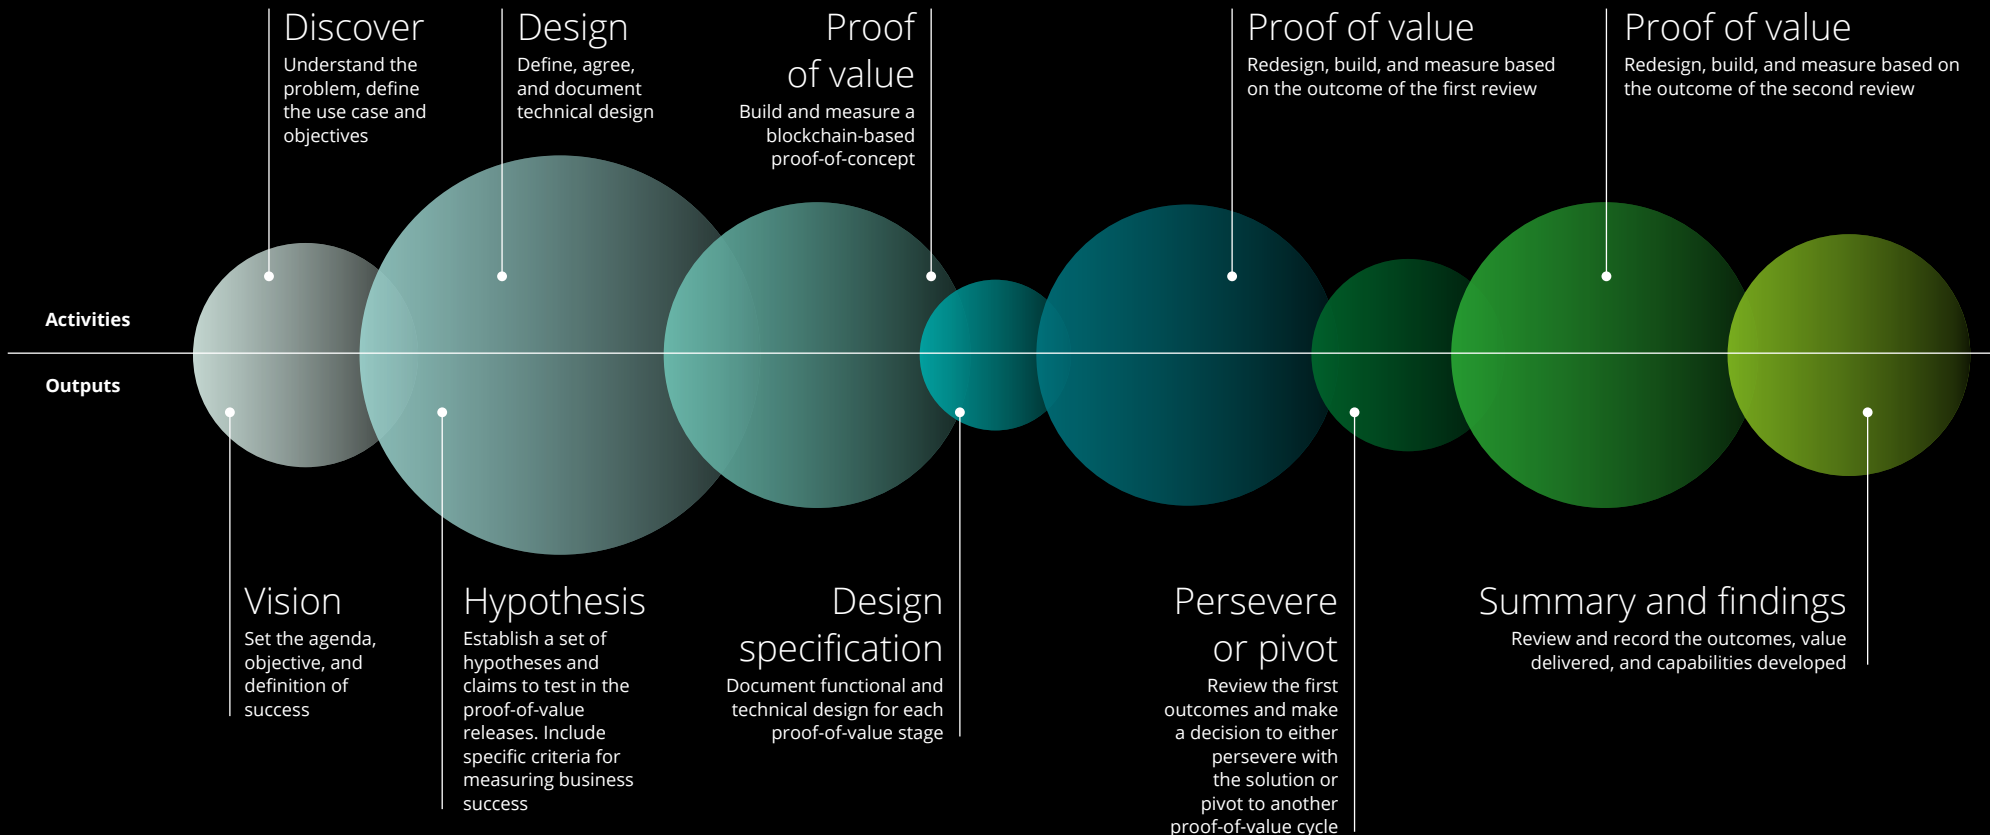 Discover
Understand the
problem, define
the use case and
objectives
Design
Define, agree,
and document
technical design
Proof
of value
Build and measure a
blockchain-based
proof-of-concept
Proof of value
Redesign, build, and measure based
on the outcome of the first review
Proof of value
Redesign, build, and measure based on
the outcome of the second review
Activities
Outputs
Vision
Set the agenda,
objective, and
definition of
success
Hypothesis
Establish a set of
hypotheses and
claims to test in the
proof-of-value
releases. Include
specific criteria for
measuring business
success
Design
specification
Document functional and
technical design for each
proof-of-value stage
Persevere
or pivot
Review the first
outcomes and make
a decision to either
persevere with
the solution or
pivot to another
proof-of-value cycle
Summary and findings
Review and record the outcomes, value
delivered, and capabilities developed